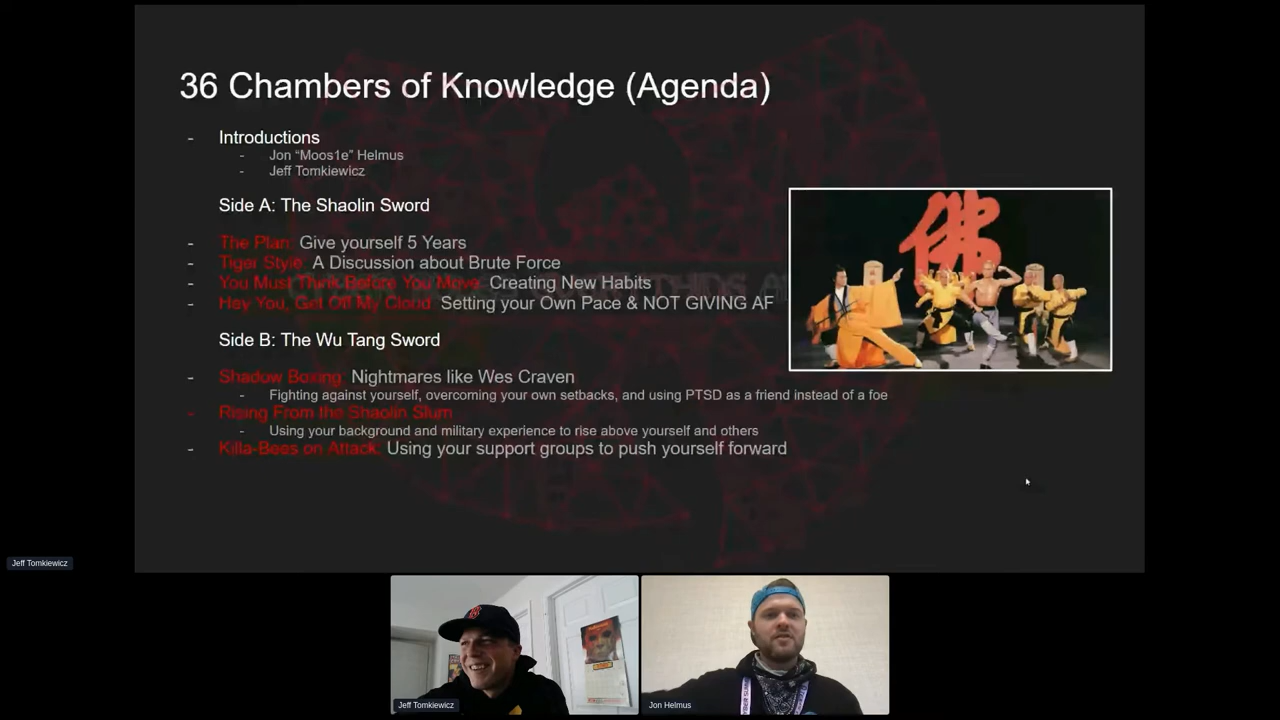 36 Chambers of Knowledge (Agenda)
- Introductions
- Jon “Moos1e” Helmus
- Jeff Tomkiewicz
Side A: The Shaolin Sword
- The Plan: Give yourself 5 Years
- Tiger Style: A Discussion about Brute Force
- You Must Think Before You Move: Creating New Habits
- Hey You, Get Off My Cloud: Setting your Own Pace & NOT GIVING AF
Side B: The Wu Tang Sword
- Shadow Boxing: Nightmares like Wes Craven
- Fighting against yourself, overcoming your own setbacks, and using PTSD as a friend instead of a foe
- Rising From the Shaolin Slum
- Using your background and military experience to rise above yourself and others
- Killa-Bees on Attack: Using your support groups to push yourself forward
佛
Jeff Tomkiewicz
Jeff Tomkiewicz
Jon Helmus